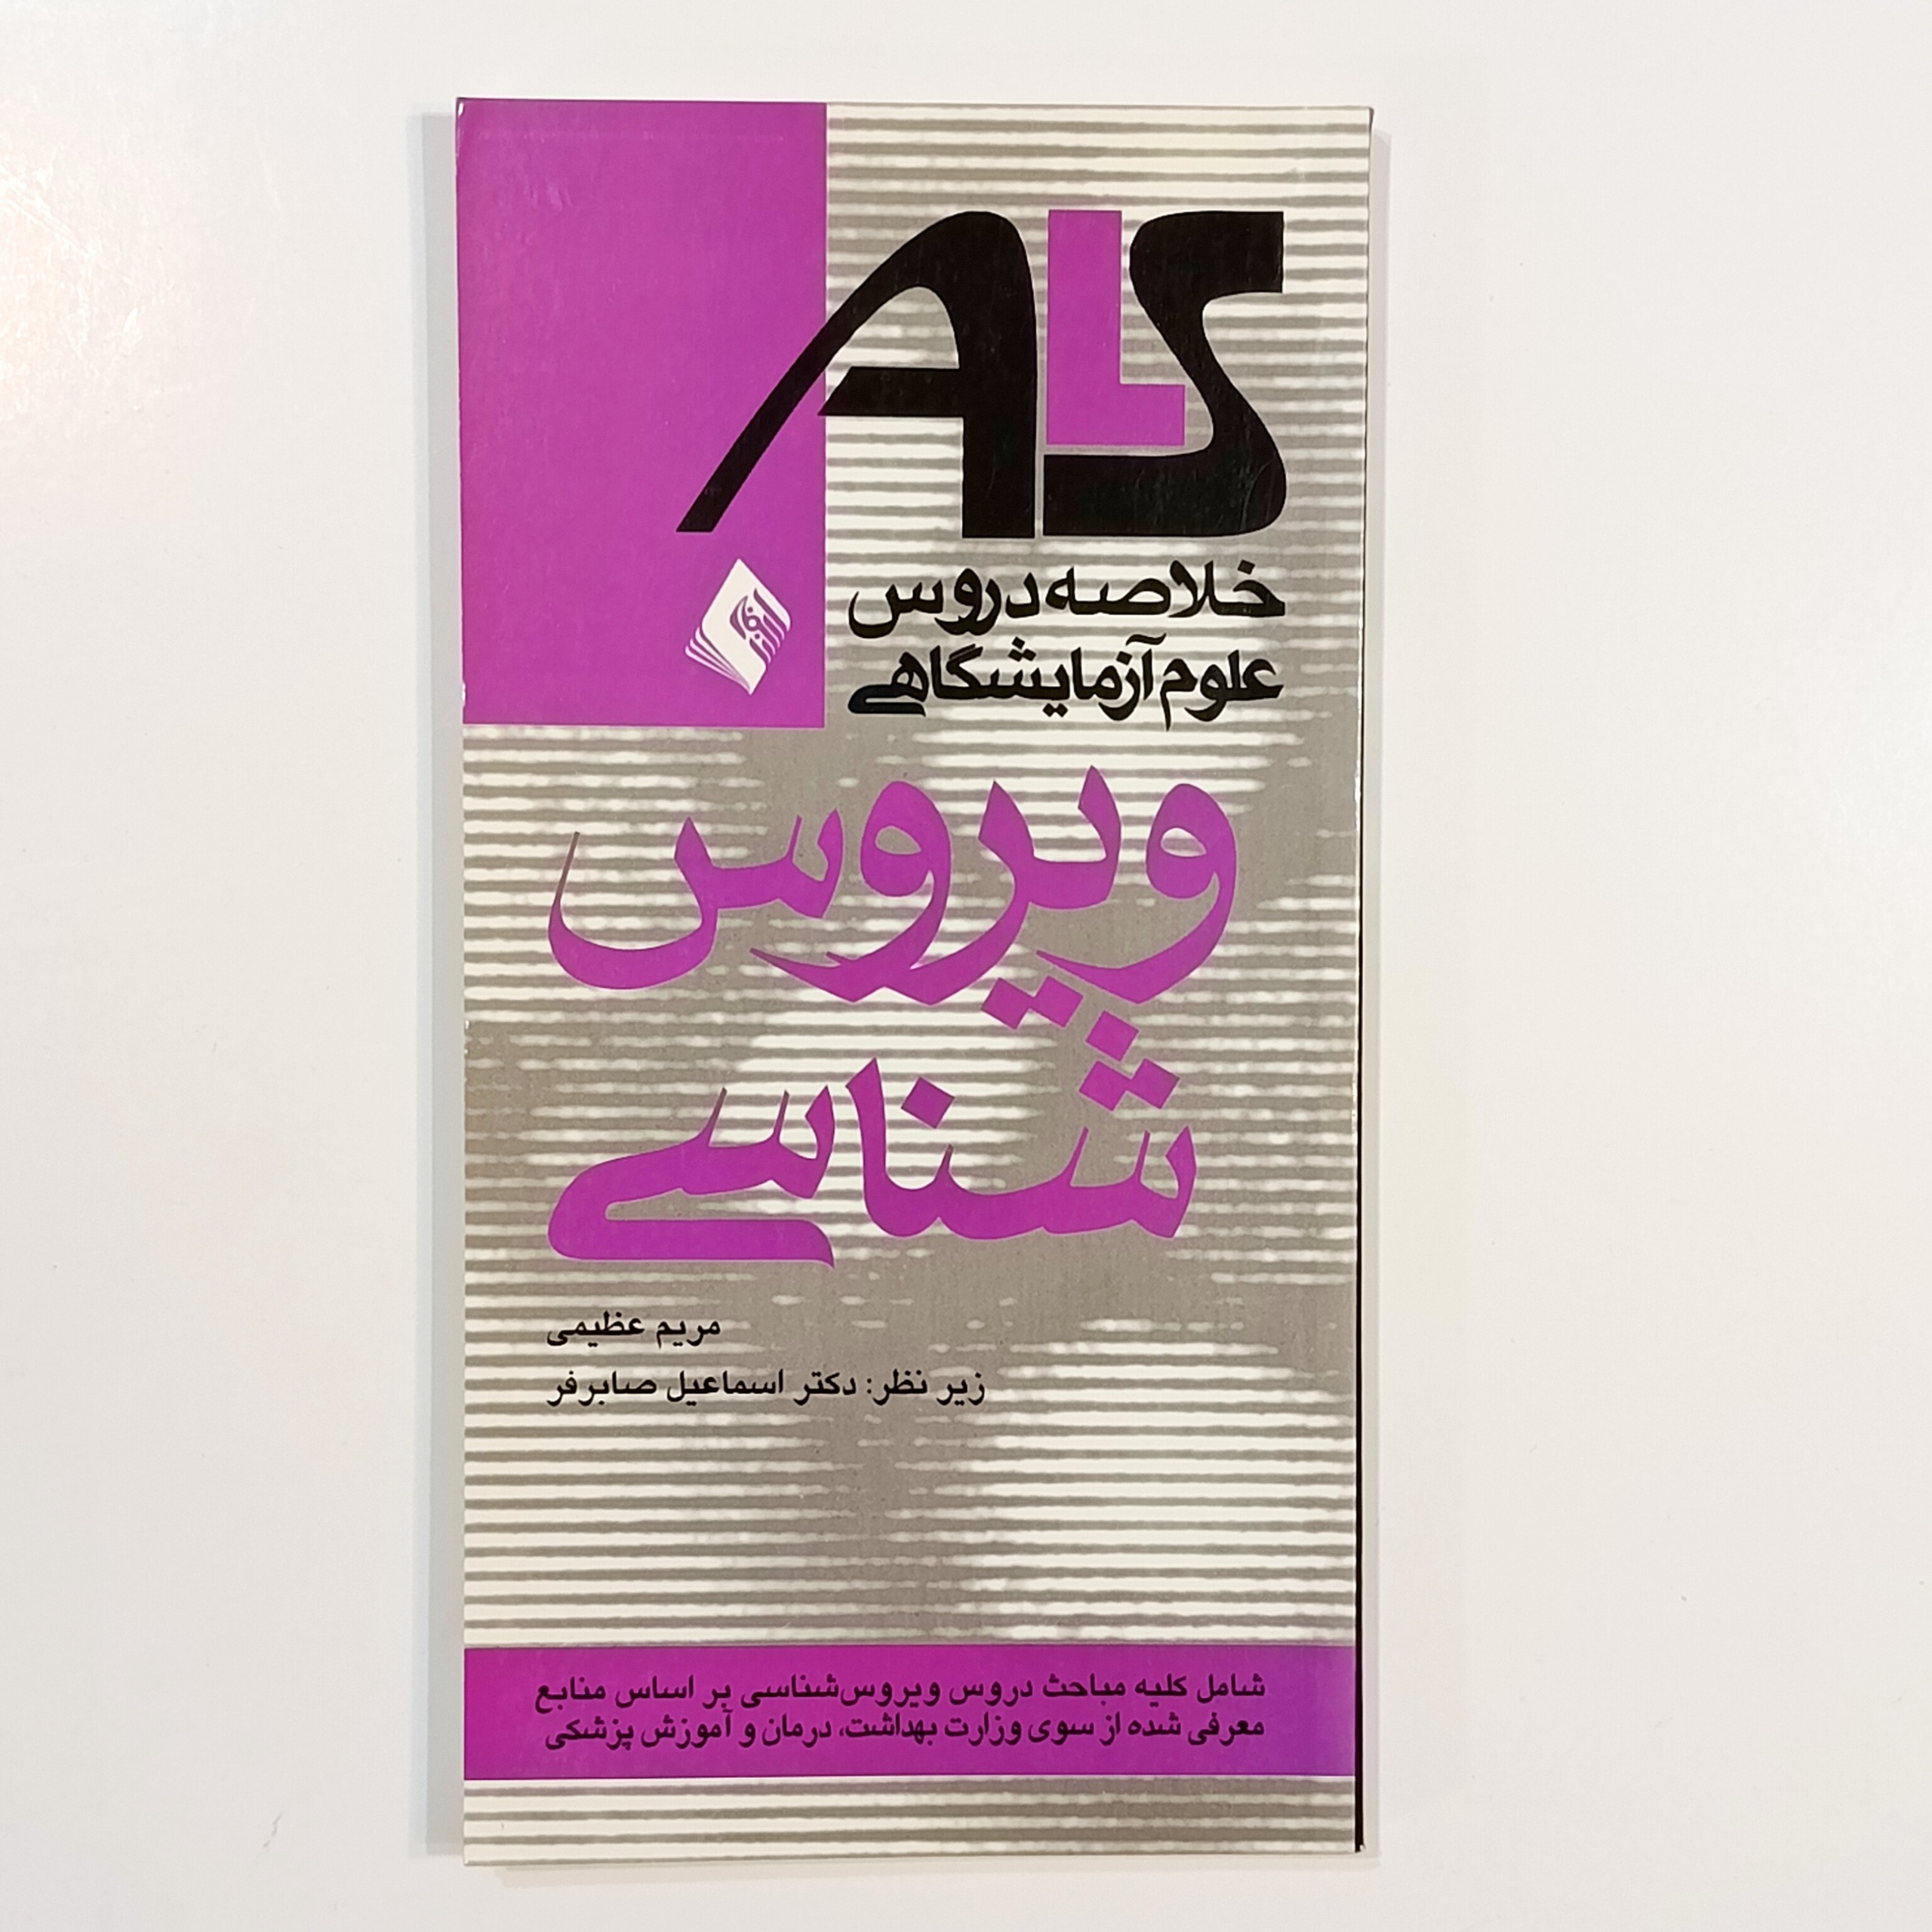 ALS
خلاصه دروس
علوم آزمایشگاهی
ویروس
شناسی
مریم عظیمی
زیر نظر: دکتر اسماعیل صابرفر
شامل کلیه مباحث دروس ویروس‌شناسی بر اساس منابع
معرفی شده از سوی وزارت بهداشت، درمان و آموزش پزشکی